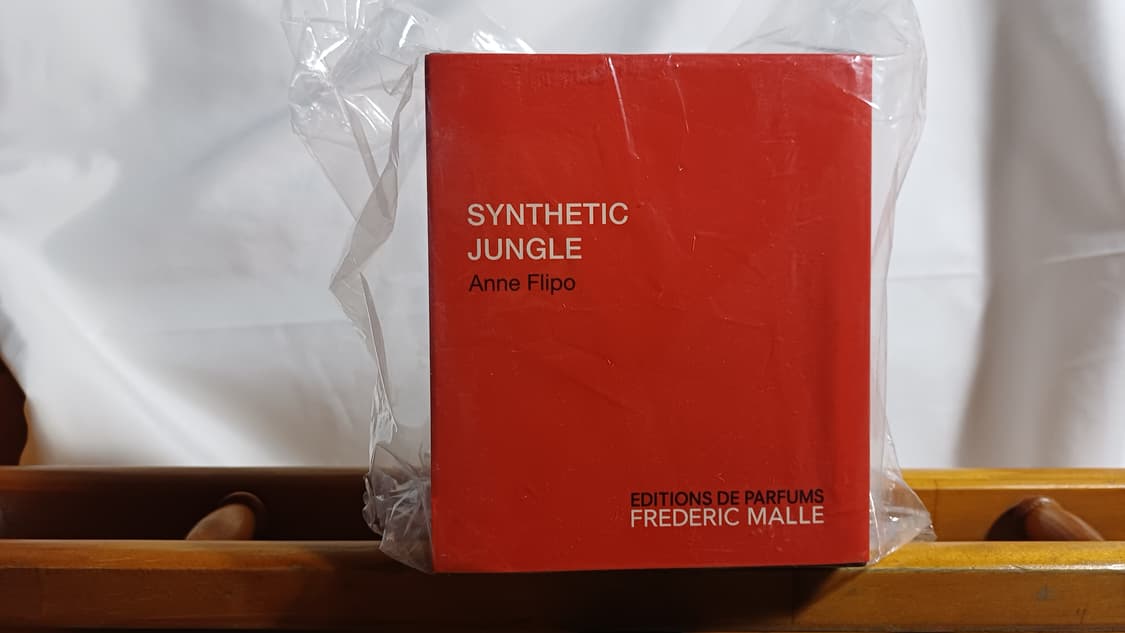 SYNTHETIC
JUNGLE
Anne Flipo
EDITIONS DE PARFUMS
FREDERIC MALLE